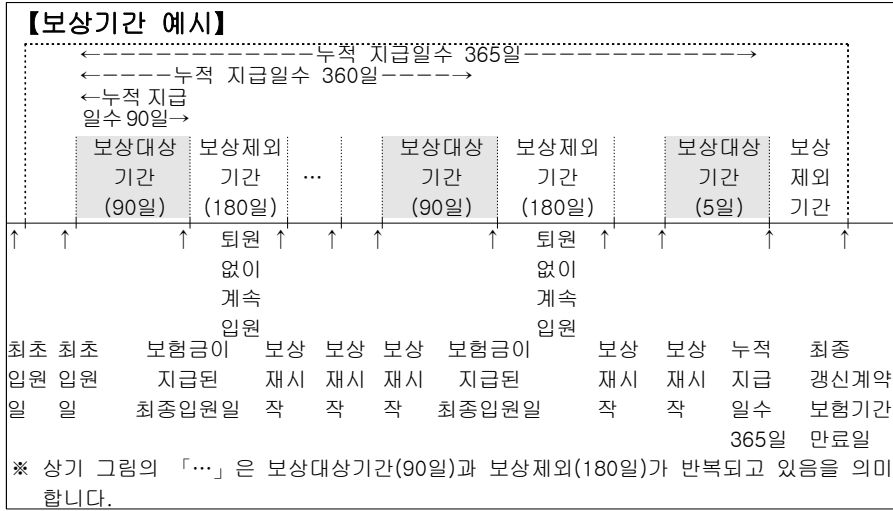 【보상기간 예시】
←------------누적 지급일수 365일------------→
←-----누적 지급일수 360일----→
←누적 지급
일수 90일→
보상대상 보상제외 보상대상 보상제외 보상대상 보상
기간 기간 … 기간 기간 기간 제외
(90일) (180일) (90일) (180일) (5일) 기간
↑ ↑ ↑ 퇴원 ↑ ↑ ↑ ↑ 퇴원 ↑ ↑ ↑ ↑
없이 없이
계속 계속
입원 입원
최초 최초 보험금이 보상 보상 보상 보험금이 보상 보상 누적 최종
입원 입원 지급된 재시 재시 재시 지급된 재시 재시 지급 갱신계약
일 일 최종입원일 작 작 작 최종입원일 작 작 일수 보험기간
365일 만료일
※ 상기 그림의 「…」은 보상대상기간(90일)과 보상제외(180일)가 반복되고 있음을 의미
합니다.